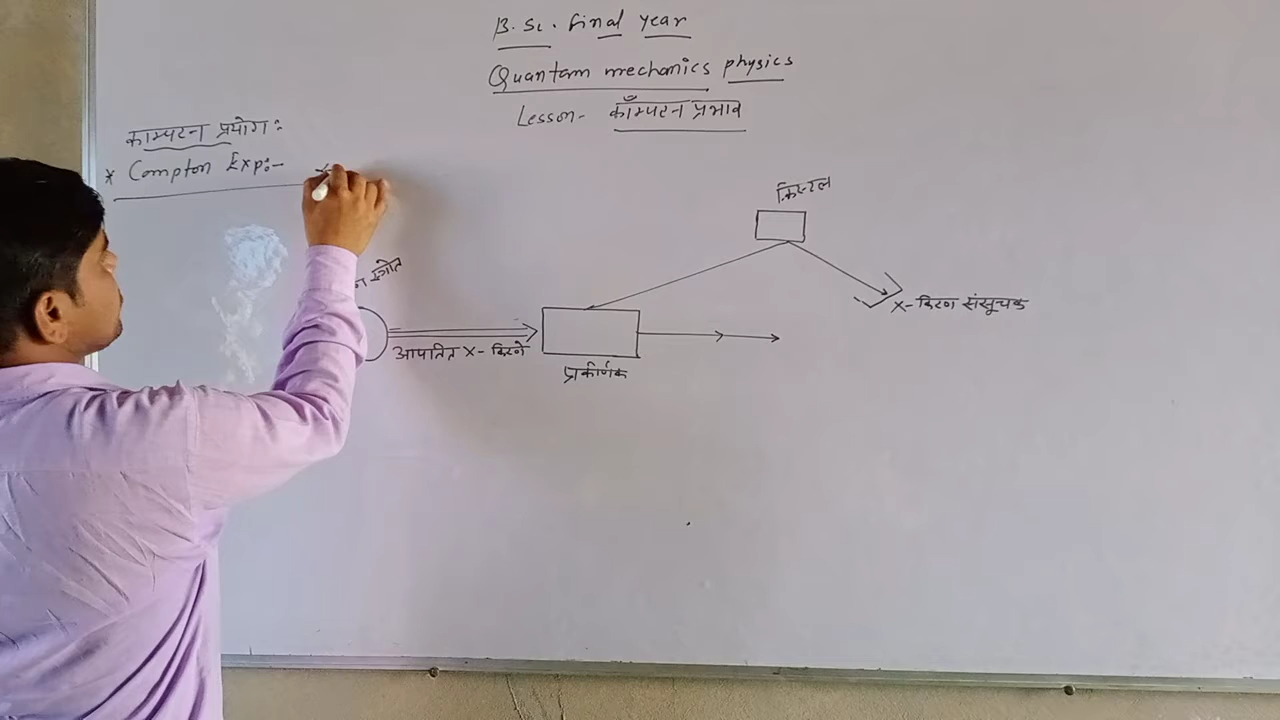 B.Sc. final year
Quantam mechanics physics
Lesson- कॉम्पटन प्रभाव
काम्पटन प्रयोग:
* Compton Exp:-
क्रिस्टल
स्त्रोत
X-किरण संसूचक
आपतित X-किरणे
प्रकीर्णक